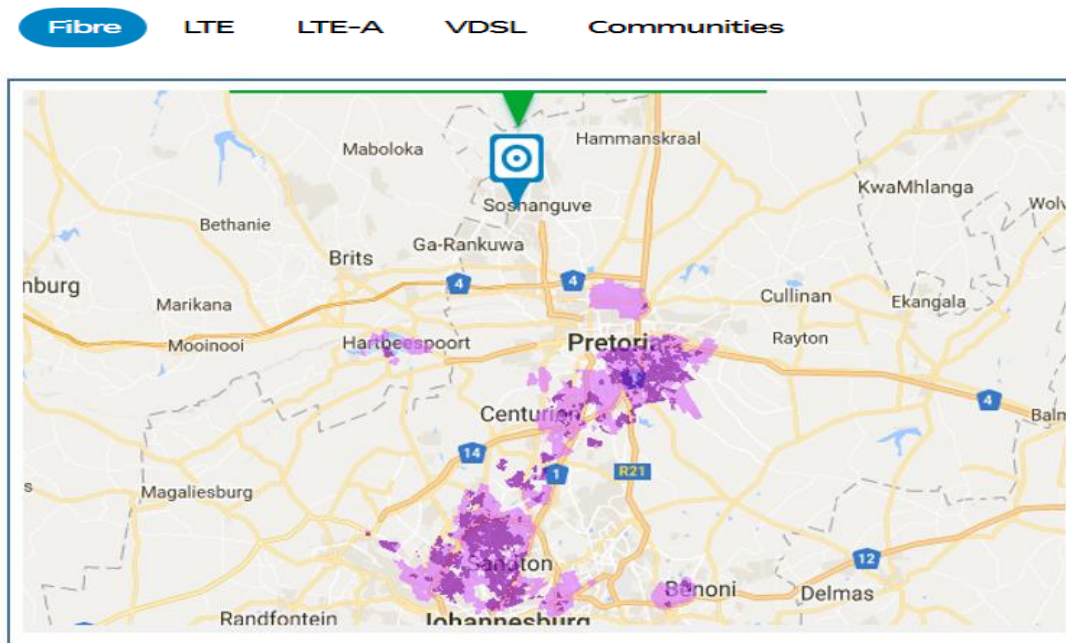 Fibre LTE LTE-A VDSL Communities
Hammanskraal
Maboloka
KwaMhlanga
Soshanguve
Bethanie
Ga-Rankuwa
Brits
nburg
4
4
Marikana
Cullinan
Ekangala
Mooinooi
Hartbeespoort
Pretoria
Rayton
1
4
Centurion
14
1
R21
Magaliesburg
s
12
Sandton
Benoni
Delmas
Randfontein
Johannesburg